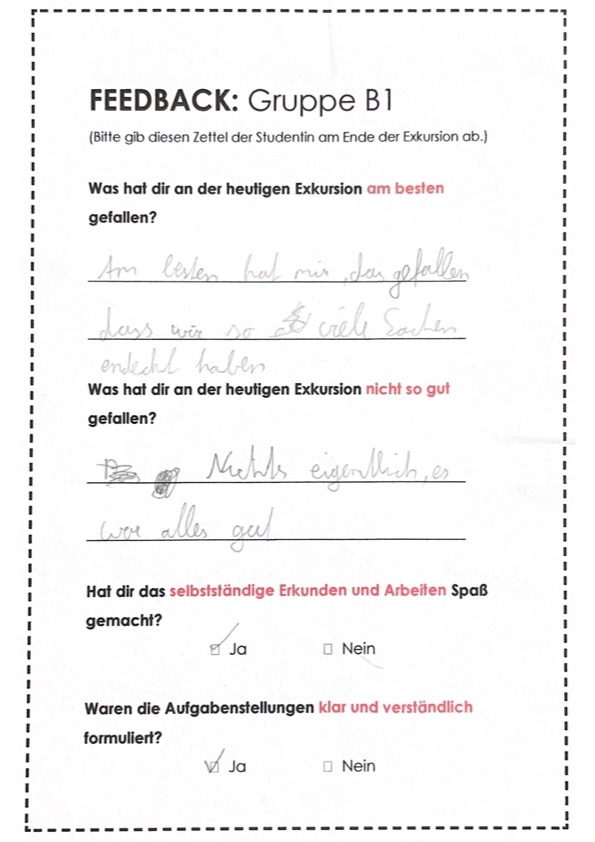 FEEDBACK: Gruppe B1
(Bitte gib diesen Zettel der Studentin am Ende der Exkursion ab.)
Was hat dir an der heutigen Exkursion am besten
gefallen?
Am besten hat mir, das gefallen
dass wir so viele Sachen
endeckt haben
Was hat dir an der heutigen Exkursion nicht so gut
gefallen?
Nichts eigentlich, es
war alles gut
Hat dir das selbstständige Erkunden und Arbeiten Spaß
gemacht?
Ja Nein
Waren die Aufgabenstellungen klar und verständlich
formuliert?
Ja Nein